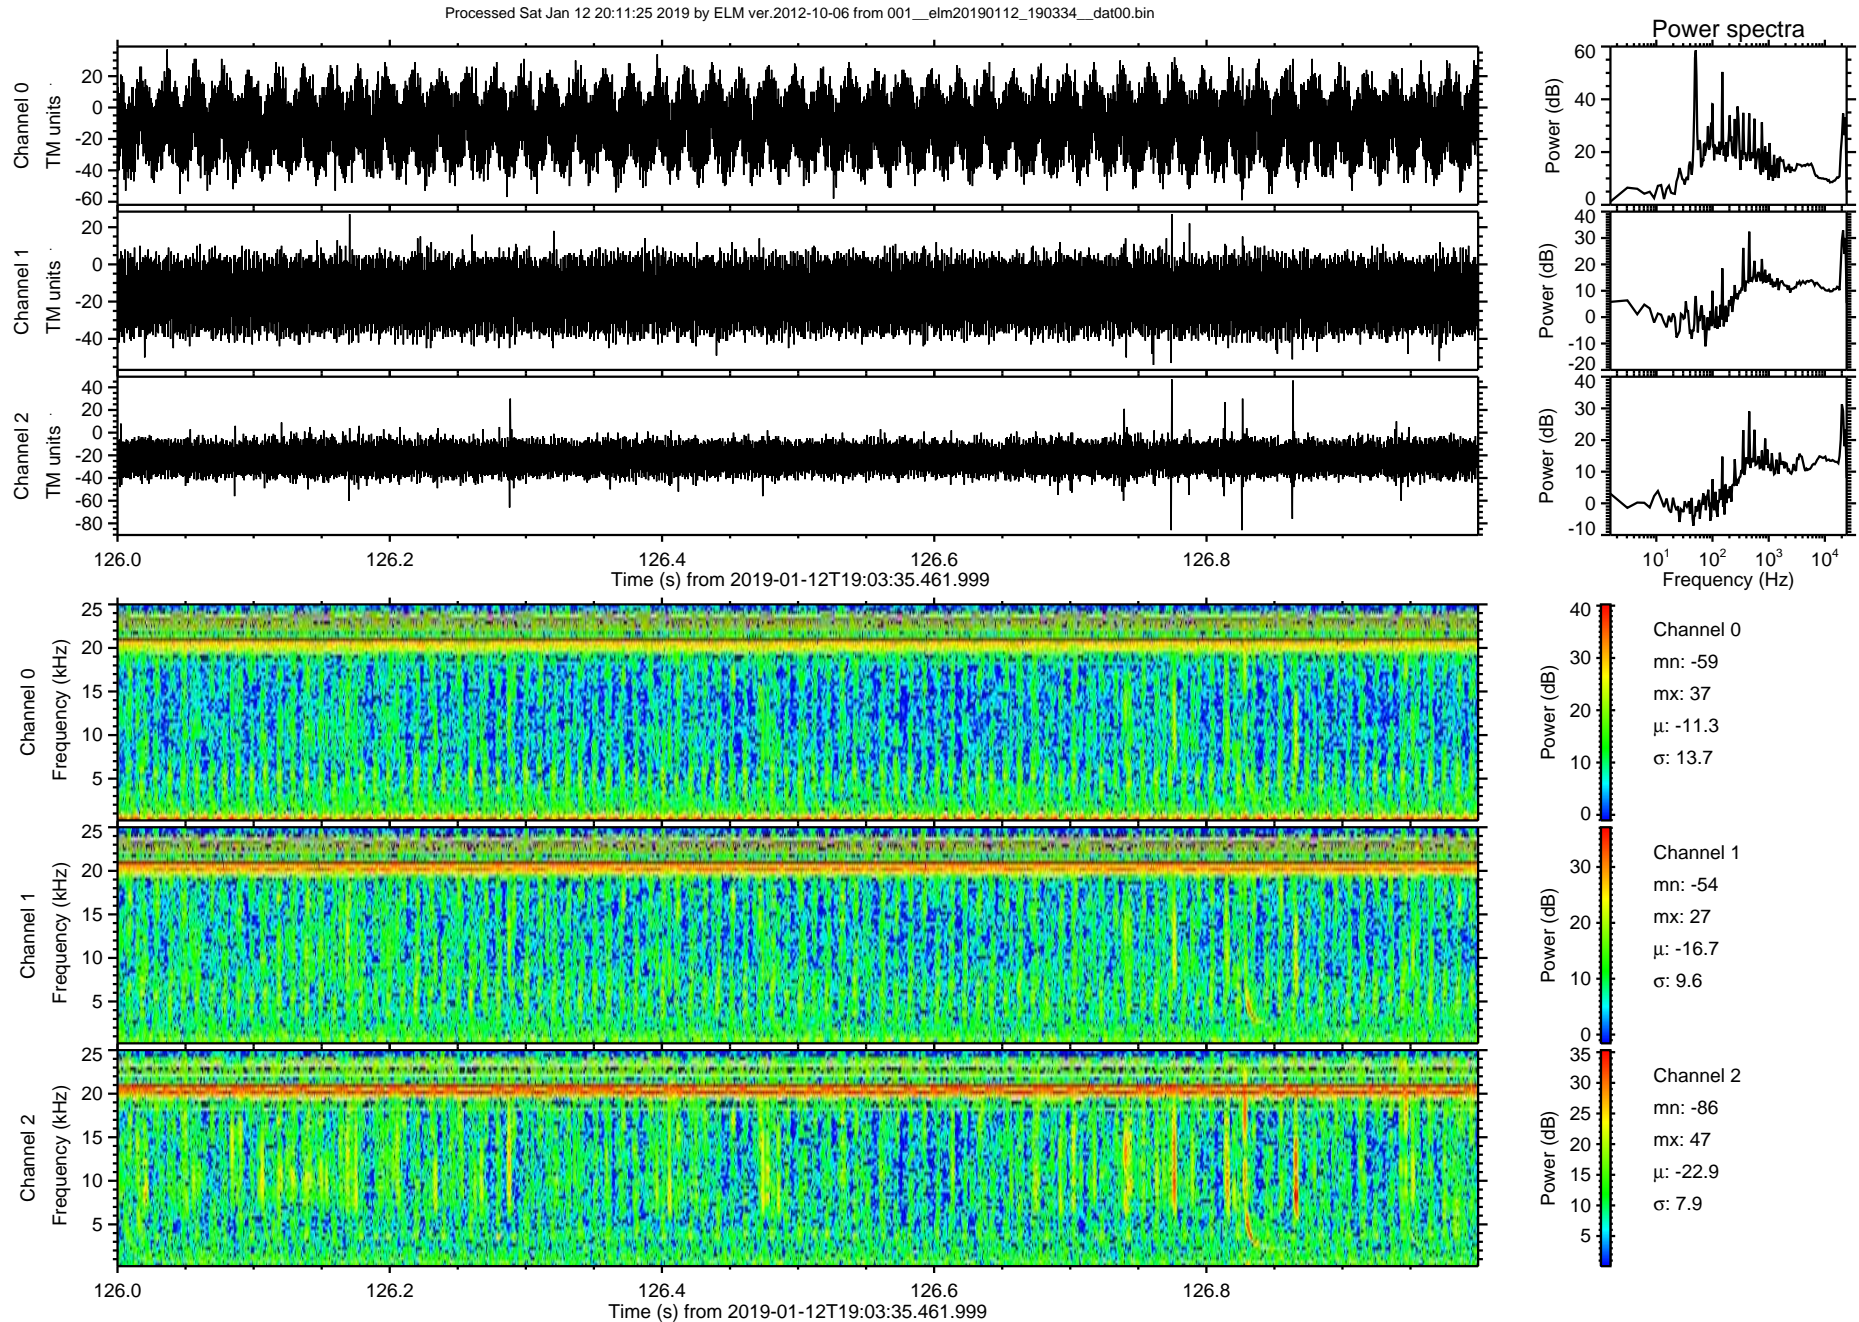 Processed Sat Jan 12 20:11:25 2019 by ELM ver.2012-10-06 from 001__elm20190112_190334__dat00.bin
Power spectra
Channel 0
TM units
20
0
-20
-40
-60
Power (dB)
60
40
20
0
Channel 1
TM units
20
0
-20
-40
Power (dB)
40
30
20
10
0
-10
-20
Channel 2
TM units
40
20
0
-20
-40
-60
-80
Power (dB)
40
30
20
10
0
-10
126.0 126.2 126.4 126.6 126.8
Time (s) from 2019-01-12T19:03:35.461.999
10^1 10^2 10^3 10^4
Frequency (Hz)
Channel 0
Frequency (kHz)
25
20
15
10
5
Power (dB)
40
30
20
10
0
Channel 0
mn: -59
mx: 37
μ: -11.3
σ: 13.7
Channel 1
Frequency (kHz)
25
20
15
10
5
Power (dB)
30
20
10
0
Channel 1
mn: -54
mx: 27
μ: -16.7
σ: 9.6
Channel 2
Frequency (kHz)
25
20
15
10
5
Power (dB)
35
30
25
20
15
10
5
Channel 2
mn: -86
mx: 47
μ: -22.9
σ: 7.9
126.0 126.2 126.4 126.6 126.8
Time (s) from 2019-01-12T19:03:35.461.999